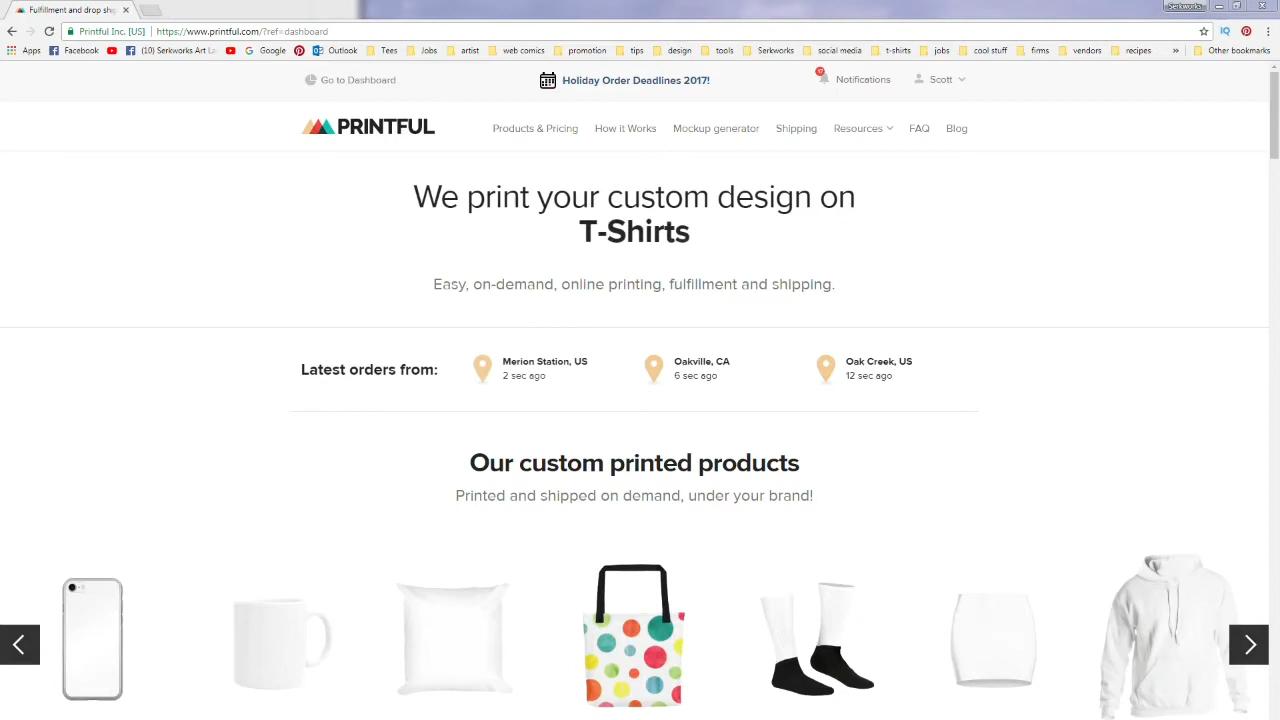 Serkworks
Fulfillment and drop shi
Printful Inc. [US] https://www.printful.com/?ref=dashboard
Apps Facebook (10) Serkworks Art La Google Outlook Tees Jobs artist web comics promotion tips design tools Serkworks social media t-shirts jobs cool stuff firms vendors recipes » Other bookmarks
Go to Dashboard Holiday Order Deadlines 2017! Notifications Scott
PRINTFUL Products & Pricing How it Works Mockup generator Shipping Resources FAQ Blog
We print your custom design on
T-Shirts
Easy, on-demand, online printing, fulfillment and shipping.
Latest orders from:
Merion Station, US
2 sec ago
Oakville, CA
6 sec ago
Oak Creek, US
12 sec ago
Our custom printed products
Printed and shipped on demand, under your brand!